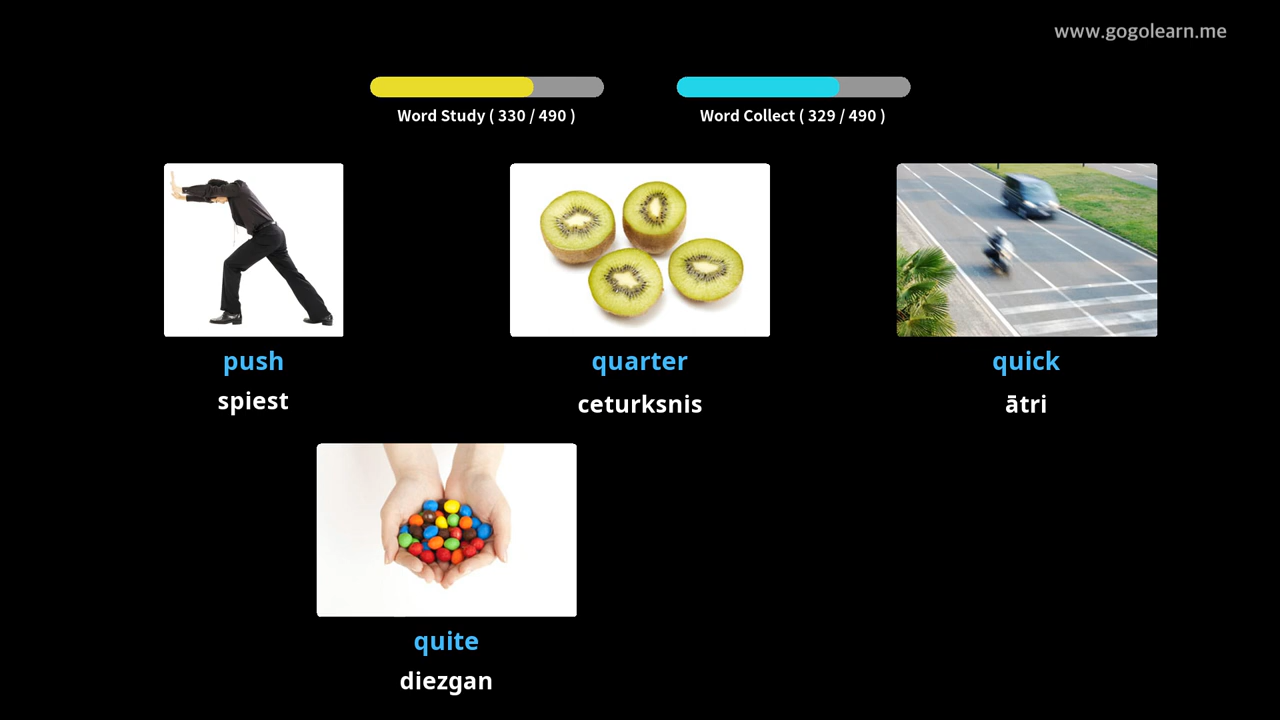 www.gogolearn.me
Word Study ( 330 / 490 )
Word Collect ( 329 / 490 )
push
spiest
quarter
ceturksnis
quick
ātri
quite
diezgan